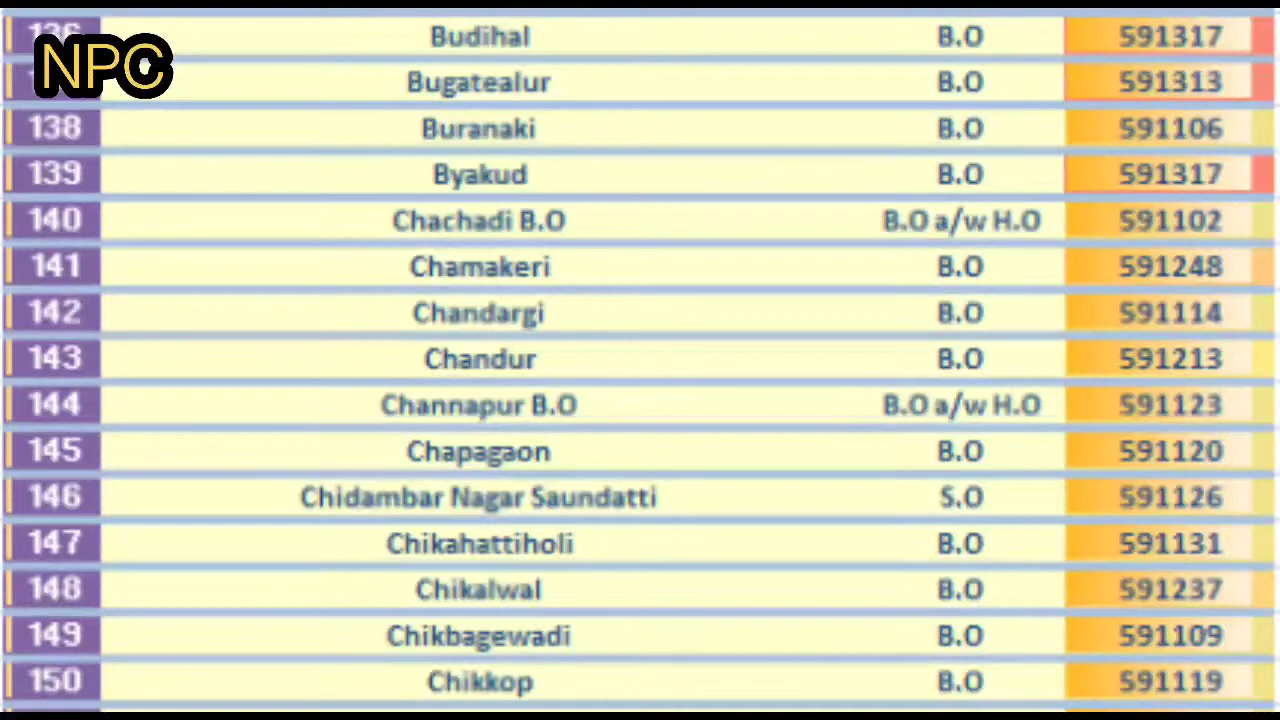 136 Budihal B.O 591317
NPC
Bugatealur B.O 591313
138 Buranaki B.O 591106
139 Byakud B.O 591317
140 Chachadi B.O B.O a/w H.O 591102
141 Chamakeri B.O 591248
142 Chandargi B.O 591114
143 Chandur B.O 591213
144 Channapur B.O B.O a/w H.O 591123
145 Chapagaon B.O 591120
146 Chidambar Nagar Saundatti S.O 591126
147 Chikahattiholi B.O 591131
148 Chikalwal B.O 591237
149 Chikbagewadi B.O 591109
150 Chikkop B.O 591119